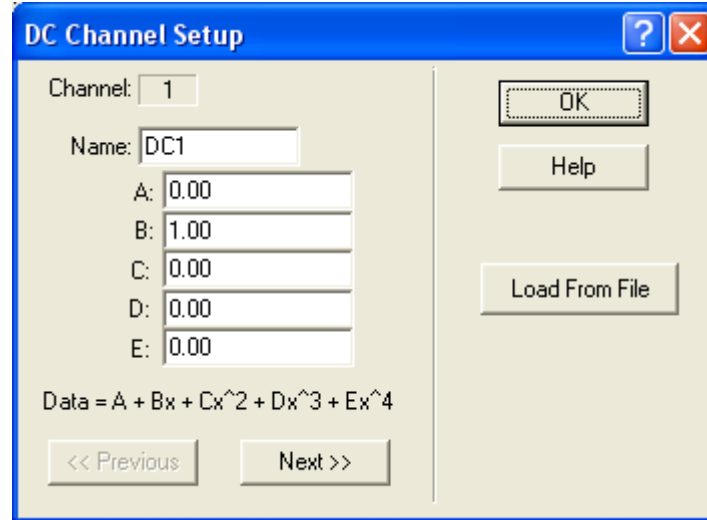 DC Channel Setup
Channel: 1
Name: DC1
A: 0.00
B: 1.00
C: 0.00
D: 0.00
E: 0.00
Data = A + Bx + Cx^2 + Dx^3 + Ex^4
<< Previous
Next >>
OK
Help
Load From File